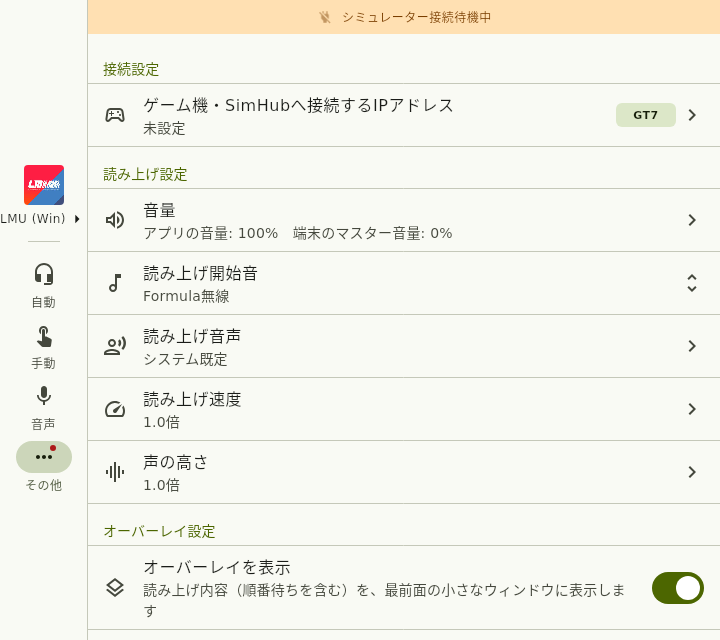 シミュレーター接続待機中
接続設定
ゲーム機・SimHubへ接続するIPアドレス
未設定
GT7
読み上げ設定
音量
アプリの音量: 100%　端末のマスター音量: 0%
読み上げ開始音
Formula無線
読み上げ音声
システム既定
読み上げ速度
1.0倍
声の高さ
1.0倍
オーバーレイ設定
オーバーレイを表示
読み上げ内容（順番待ちを含む）を、最前面の小さなウィンドウに表示しま
す
LMU (Win)
自動
手動
音声
その他